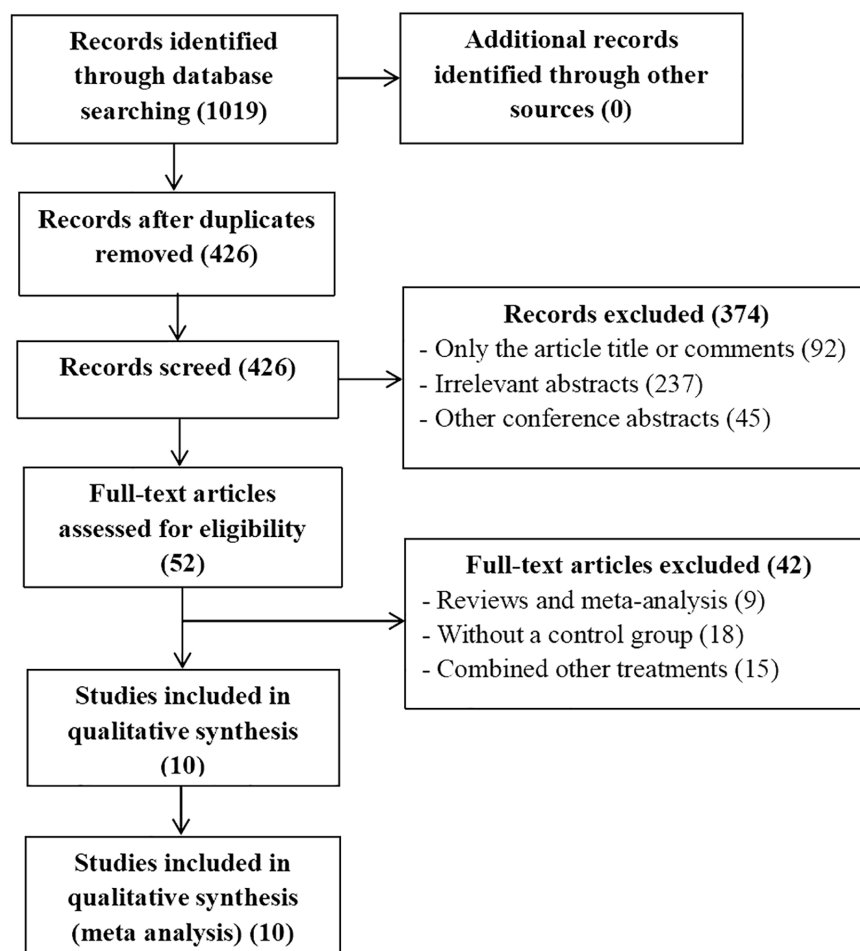 Records identified
through database
searching (1019)
Additional records
identified through other
sources (0)
Records after duplicates
removed (426)
Records screed (426)
Records excluded (374)
- Only the article title or comments (92)
- Irrelevant abstracts (237)
- Other conference abstracts (45)
Full-text articles
assessed for eligibility
(52)
Full-text articles excluded (42)
- Reviews and meta-analysis (9)
- Without a control group (18)
- Combined other treatments (15)
Studies included in
qualitative synthesis
(10)
Studies included in
qualitative synthesis
(meta analysis) (10)